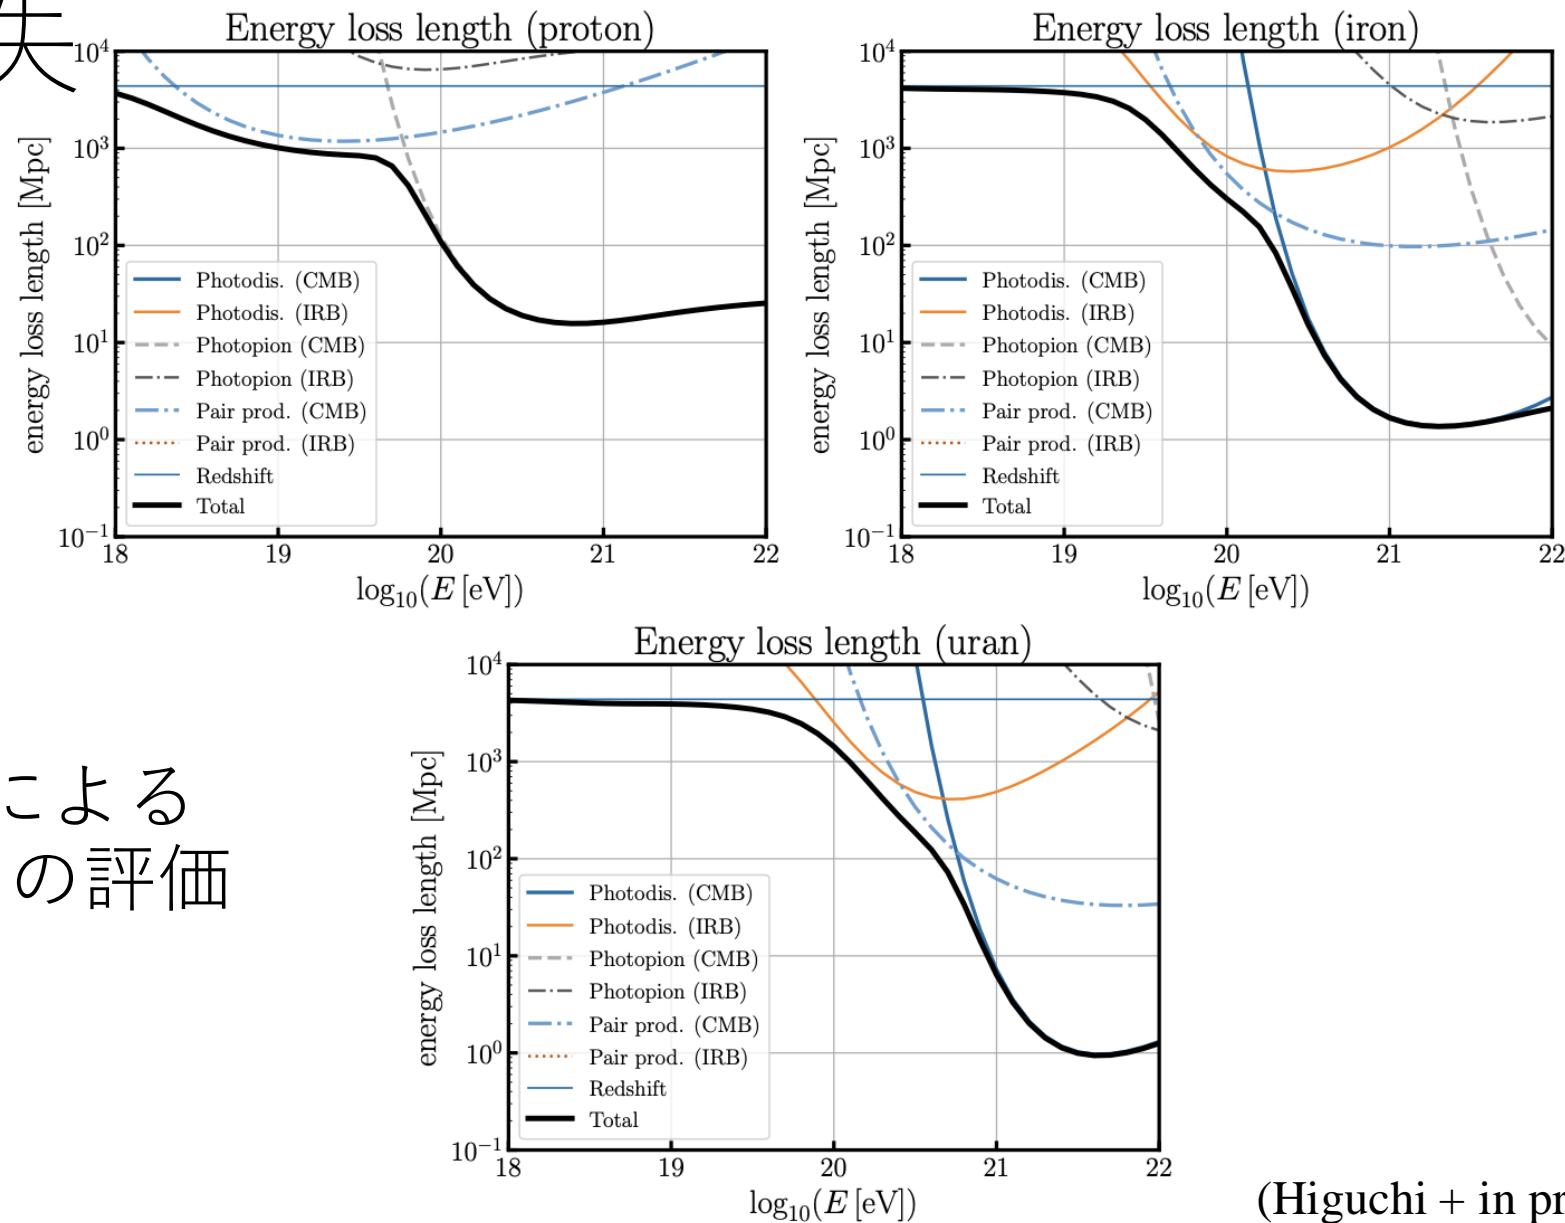 失
Energy loss length (proton)
10⁴
10³
10²
10¹
10⁰
10⁻¹
energy loss length [Mpc]
Photodis. (CMB)
Photodis. (IRB)
Photopion (CMB)
Photopion (IRB)
Pair prod. (CMB)
Pair prod. (IRB)
Redshift
Total
18 19 20 21 22
log₁₀(E [eV])
Energy loss length (iron)
10⁴
10³
10²
10¹
10⁰
10⁻¹
energy loss length [Mpc]
Photodis. (CMB)
Photodis. (IRB)
Photopion (CMB)
Photopion (IRB)
Pair prod. (CMB)
Pair prod. (IRB)
Redshift
Total
18 19 20 21 22
log₁₀(E [eV])
による
の評価
Energy loss length (uran)
10⁴
10³
10²
10¹
10⁰
10⁻¹
energy loss length [Mpc]
Photodis. (CMB)
Photodis. (IRB)
Photopion (CMB)
Photopion (IRB)
Pair prod. (CMB)
Pair prod. (IRB)
Redshift
Total
18 19 20 21 22
log₁₀(E [eV])
(Higuchi + in pr